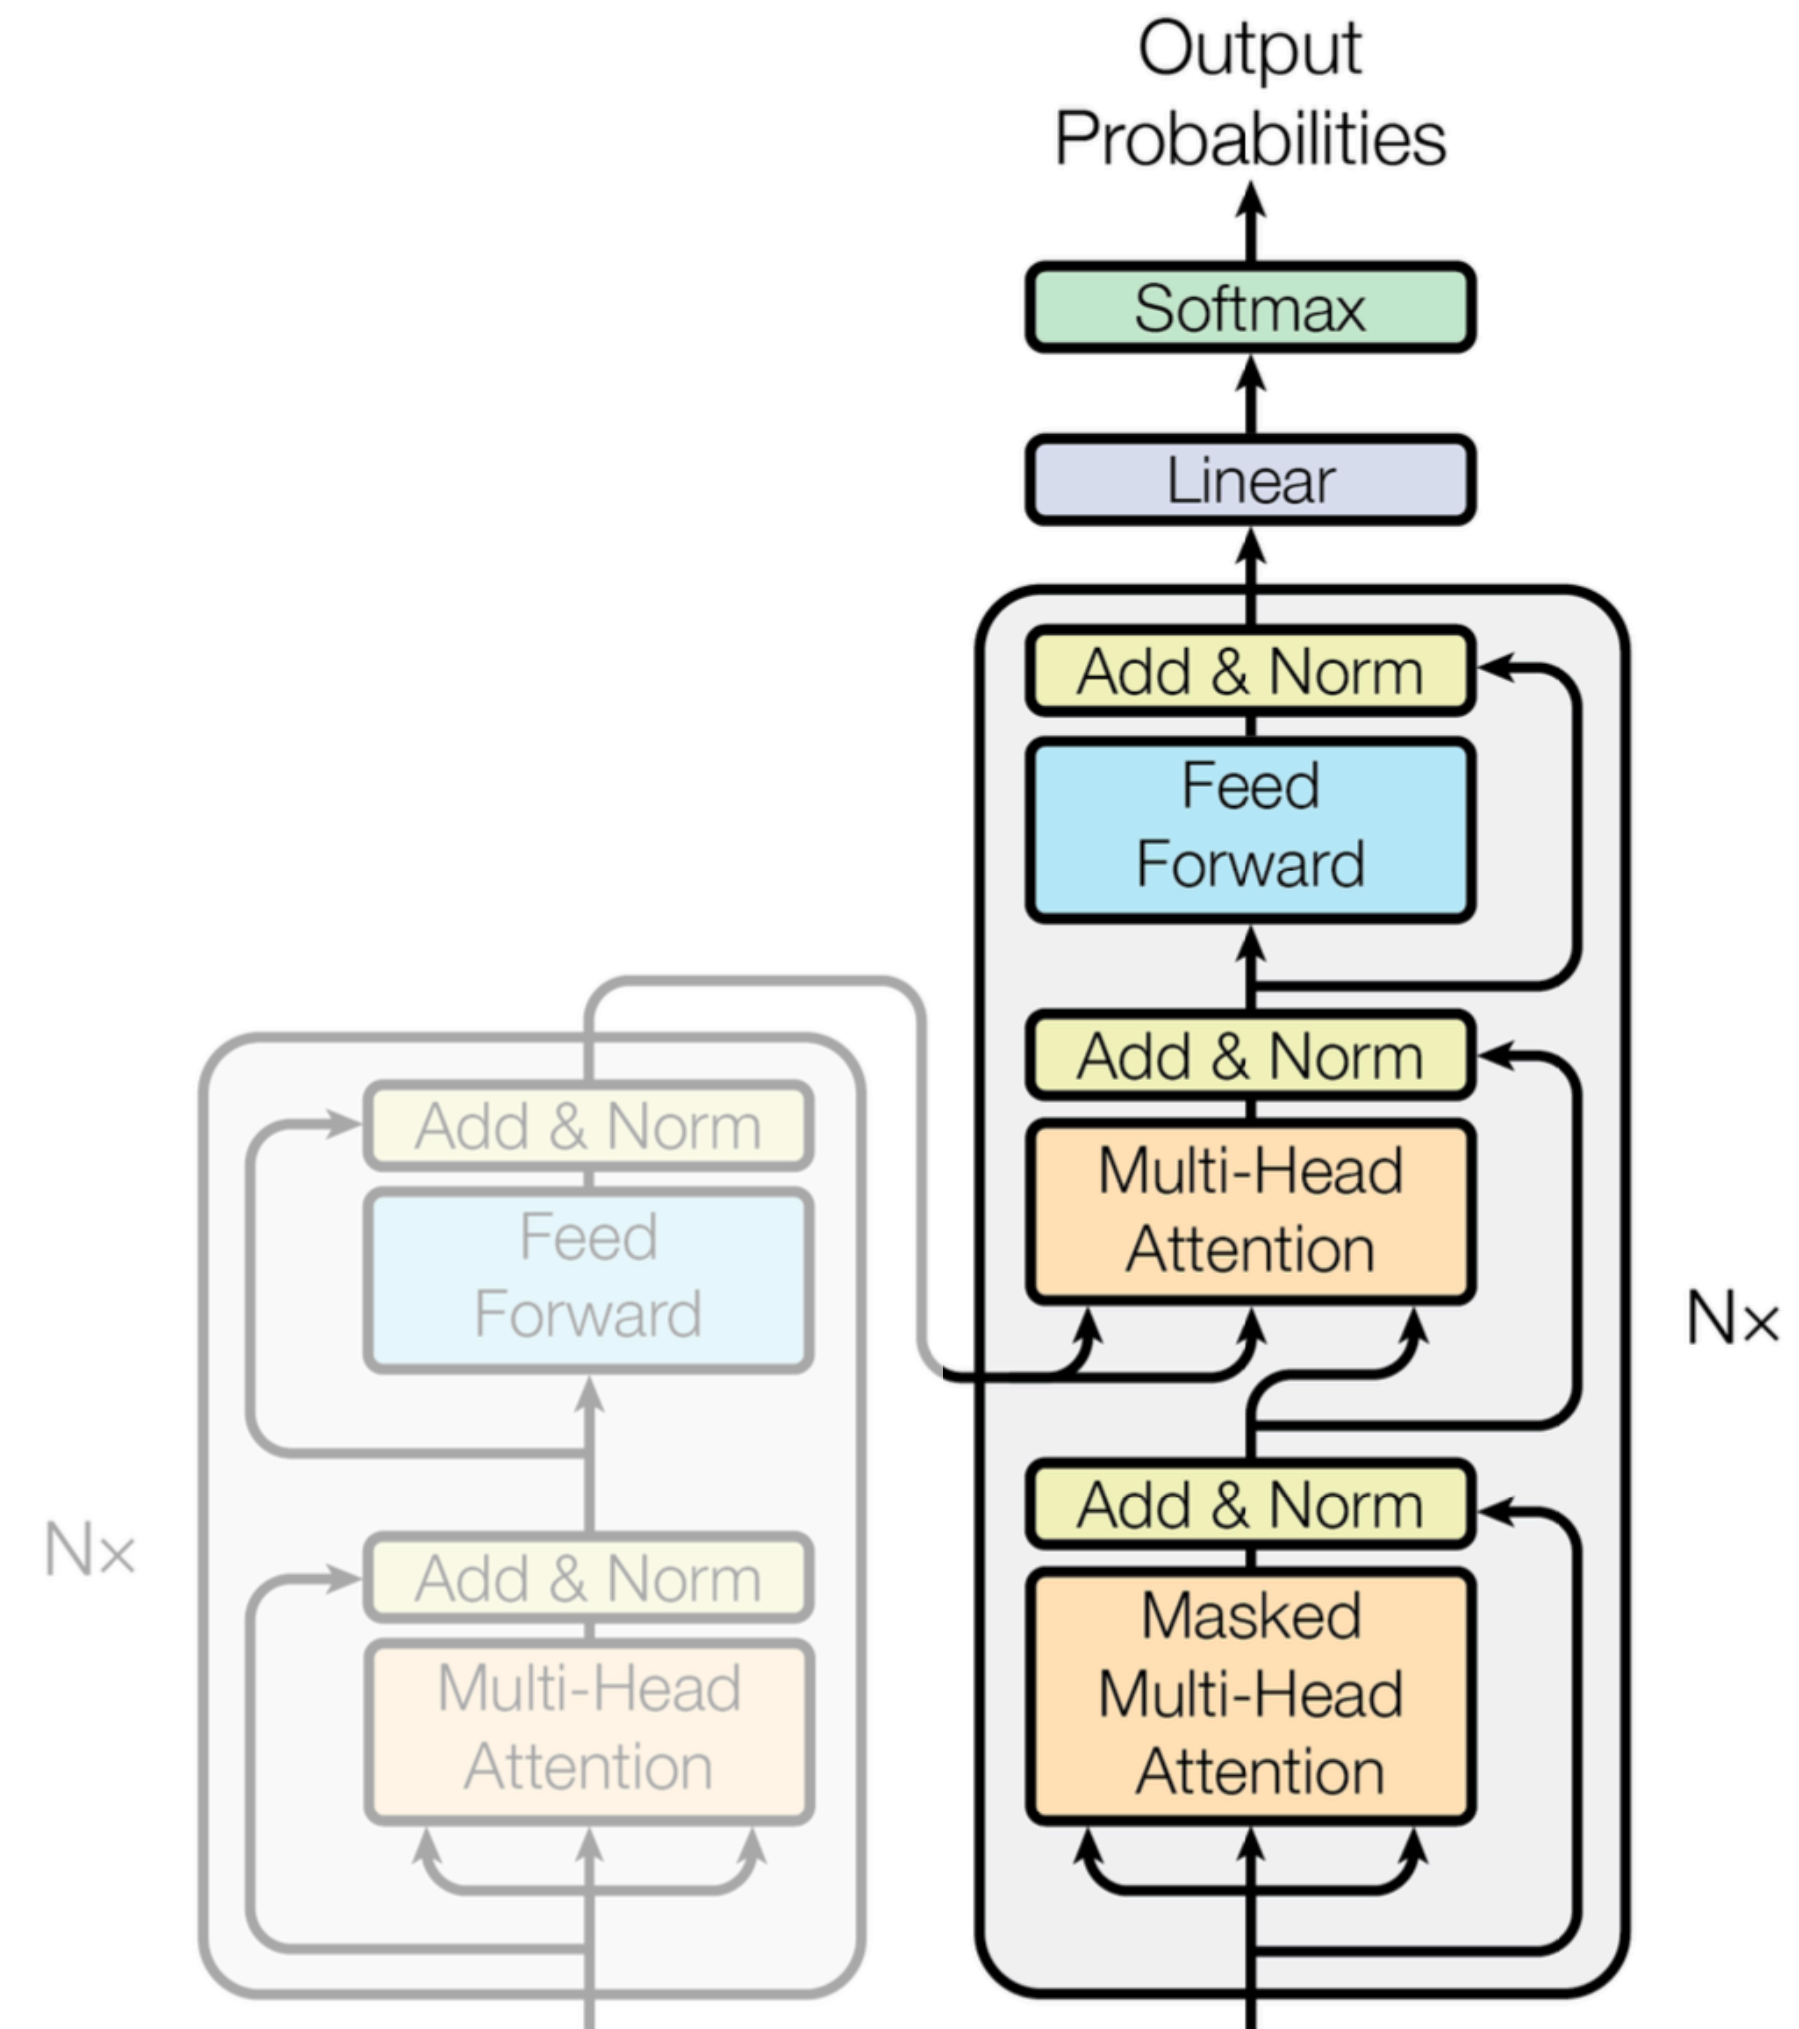 Output
Probabilities
Softmax
Linear
Add & Norm
Feed
Forward
Add & Norm
Multi-Head
Attention
Nx
Add & Norm
Masked
Multi-Head
Attention
Add & Norm
Feed
Forward
Nx
Add & Norm
Multi-Head
Attention